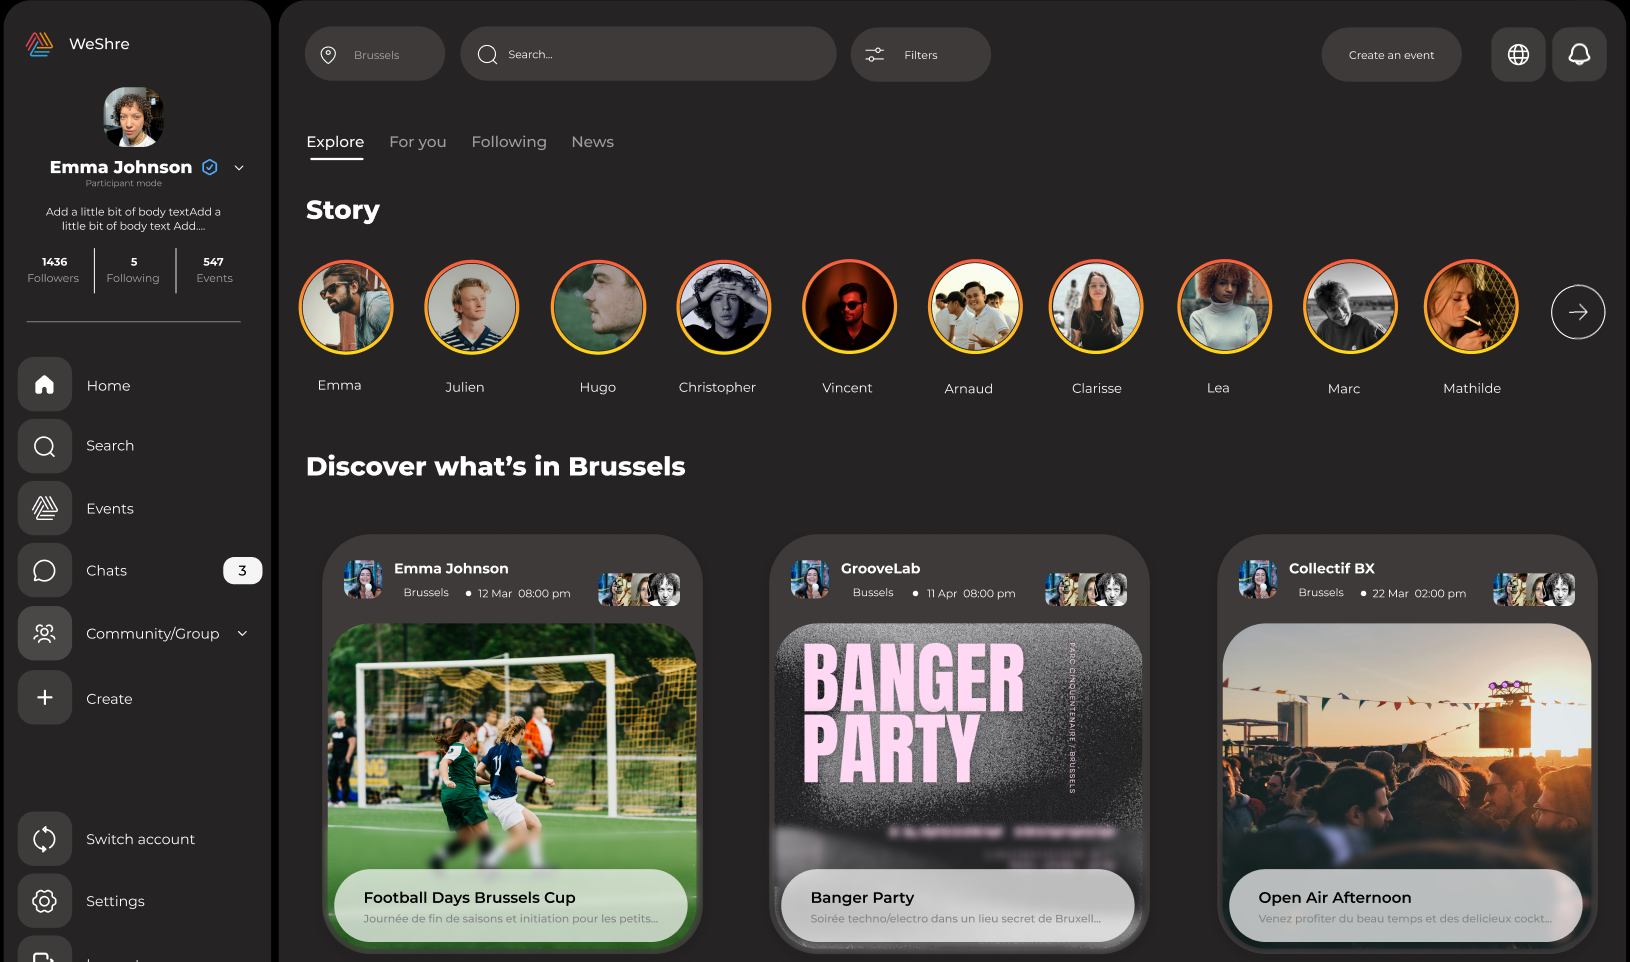 WeShre
Emma Johnson
Participant mode
Add a little bit of body textAdd a
little bit of body text Add....
1436
Followers
5
Following
547
Events
Home
Search
Events
Chats
3
Community/Group
Create
Switch account
Settings
Brussels
Search...
Filters
Create an event
Explore
For you
Following
News
Story
Emma
Julien
Hugo
Christopher
Vincent
Arnaud
Clarisse
Lea
Marc
Mathilde
Discover what's in Brussels
Emma Johnson
Brussels • 12 Mar 08:00 pm
Football Days Brussels Cup
Journée de fin de saisons et initiation pour les petits...
GrooveLab
Bussels • 11 Apr 08:00 pm
BANGER
PARTY
PARC CINQUENTENAIRE / BRUSSELS
Banger Party
Soirée techno/electro dans un lieu secret de Bruxell...
Collectif BX
Brussels • 22 Mar 02:00 pm
Open Air Afternoon
Venez profiter du beau temps et des delicieux cockt...